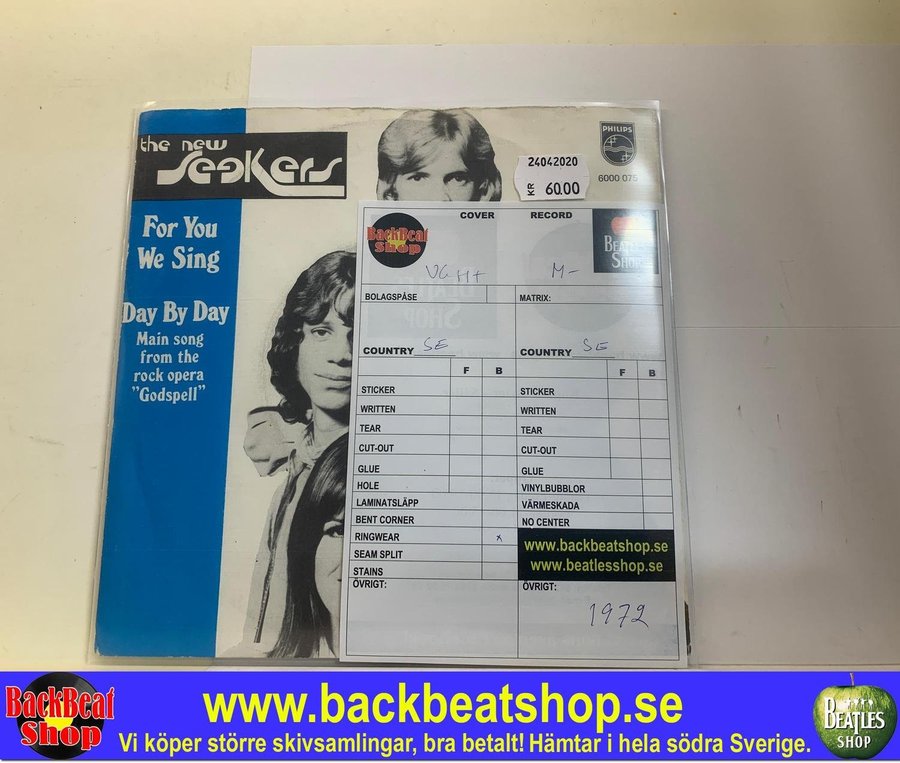 the new
Seekers
For You
We Sing
Day By Day
Main song
from the
rock opera
"Godspell"
PHILIPS
6000 075
24042020
KR 60.00
COVER RECORD
BackBeat
Shop
BEATLES
SHOP
VG++ M-
BOLAGSPÅSE MATRIX:
COUNTRY SE COUNTRY SE
F B F B
STICKER STICKER
WRITTEN WRITTEN
TEAR TEAR
CUT-OUT CUT-OUT
GLUE GLUE
HOLE VINYLBUBBLOR
LAMINATSLÄPP VÄRMESKADA
BENT CORNER NO CENTER
RINGWEAR x
SEAM SPLIT
STAINS
www.backbeatshop.se
www.beatlesshop.se
ÖVRIGT: ÖVRIGT:
1972
BackBeat
Shop
www.backbeatshop.se
Vi köper större skivsamlingar, bra betalt! Hämtar i hela södra Sverige.
BEATLES
SHOP